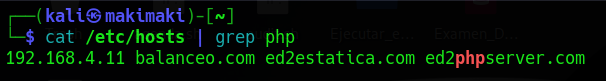 ┌──(kali㉿makimaki)-[~]
└─$ cat /etc/hosts | grep php
192.168.4.11 balanceo.com ed2estatica.com ed2phpserver.com